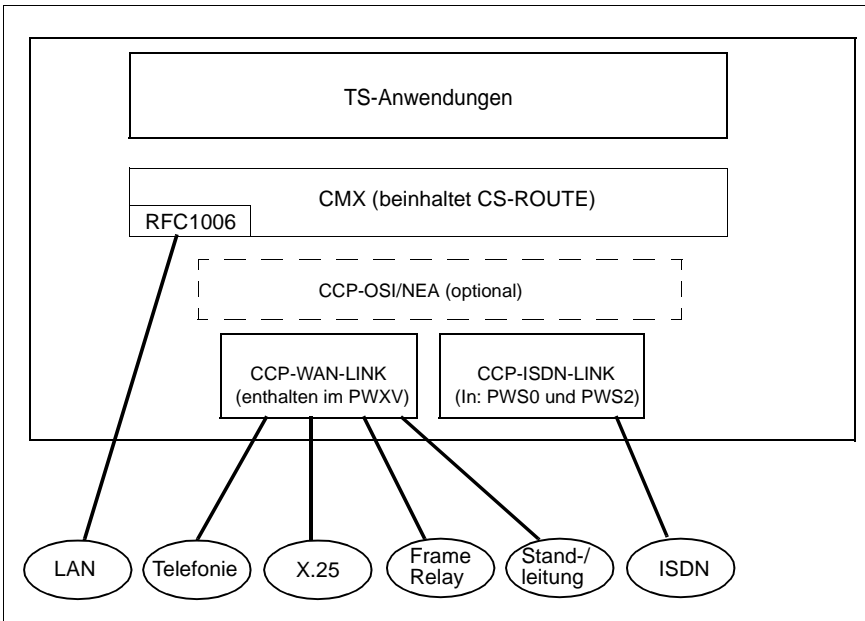 TS-Anwendungen
CMX (beinhaltet CS-ROUTE)
RFC1006
CCP-OSI/NEA (optional)
CCP-WAN-LINK
(enthalten im PWXV)
CCP-ISDN-LINK
(In: PWS0 und PWS2)
LAN
Telefonie
X.25
Frame
Relay
Stand-/
leitung
ISDN